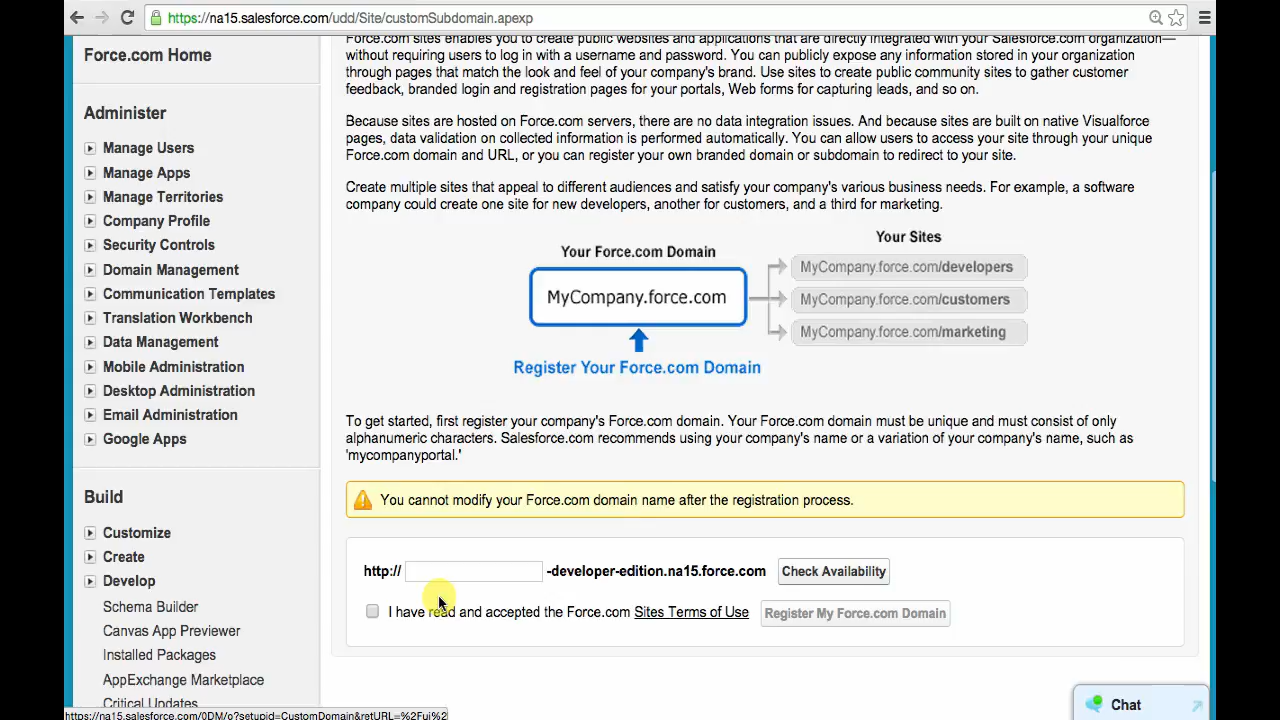 https://na15.salesforce.com/udd/Site/customSubdomain.apexp
Force.com Home
Administer
Manage Users
Manage Apps
Manage Territories
Company Profile
Security Controls
Domain Management
Communication Templates
Translation Workbench
Data Management
Mobile Administration
Desktop Administration
Email Administration
Google Apps
Build
Customize
Create
Develop
Schema Builder
Canvas App Previewer
Installed Packages
AppExchange Marketplace
Critical Updates
Force.com sites enables you to create public websites and applications that are directly integrated with your Salesforce.com organization—
without requiring users to log in with a username and password. You can publicly expose any information stored in your organization
through pages that match the look and feel of your company's brand. Use sites to create public community sites to gather customer
feedback, branded login and registration pages for your portals, Web forms for capturing leads, and so on.
Because sites are hosted on Force.com servers, there are no data integration issues. And because sites are built on native Visualforce
pages, data validation on collected information is performed automatically. You can allow users to access your site through your unique
Force.com domain and URL, or you can register your own branded domain or subdomain to redirect to your site.
Create multiple sites that appeal to different audiences and satisfy your company's various business needs. For example, a software
company could create one site for new developers, another for customers, and a third for marketing.
Your Force.com Domain
MyCompany.force.com
Register Your Force.com Domain
Your Sites
MyCompany.force.com/developers
MyCompany.force.com/customers
MyCompany.force.com/marketing
To get started, first register your company's Force.com domain. Your Force.com domain must be unique and must consist of only
alphanumeric characters. Salesforce.com recommends using your company's name or a variation of your company's name, such as
'mycompanyportal.'
You cannot modify your Force.com domain name after the registration process.
http:// -developer-edition.na15.force.com Check Availability
I have read and accepted the Force.com Sites Terms of Use Register My Force.com Domain
Chat
https://na15.salesforce.com/0DM/o?setupid=CustomDomain&retURL=%2Fui%2